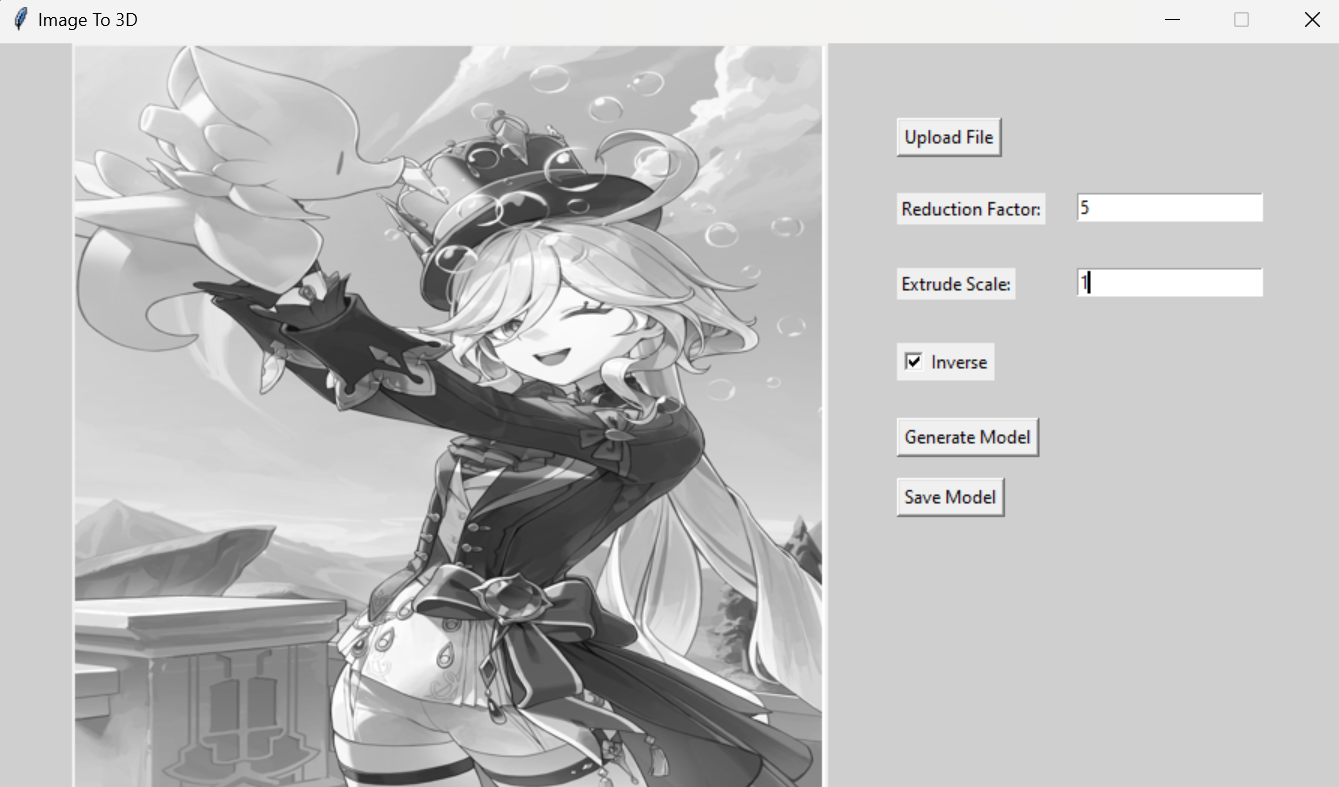 Image To 3D
Upload File
Reduction Factor: 5
Extrude Scale: 1
Inverse
Generate Model
Save Model